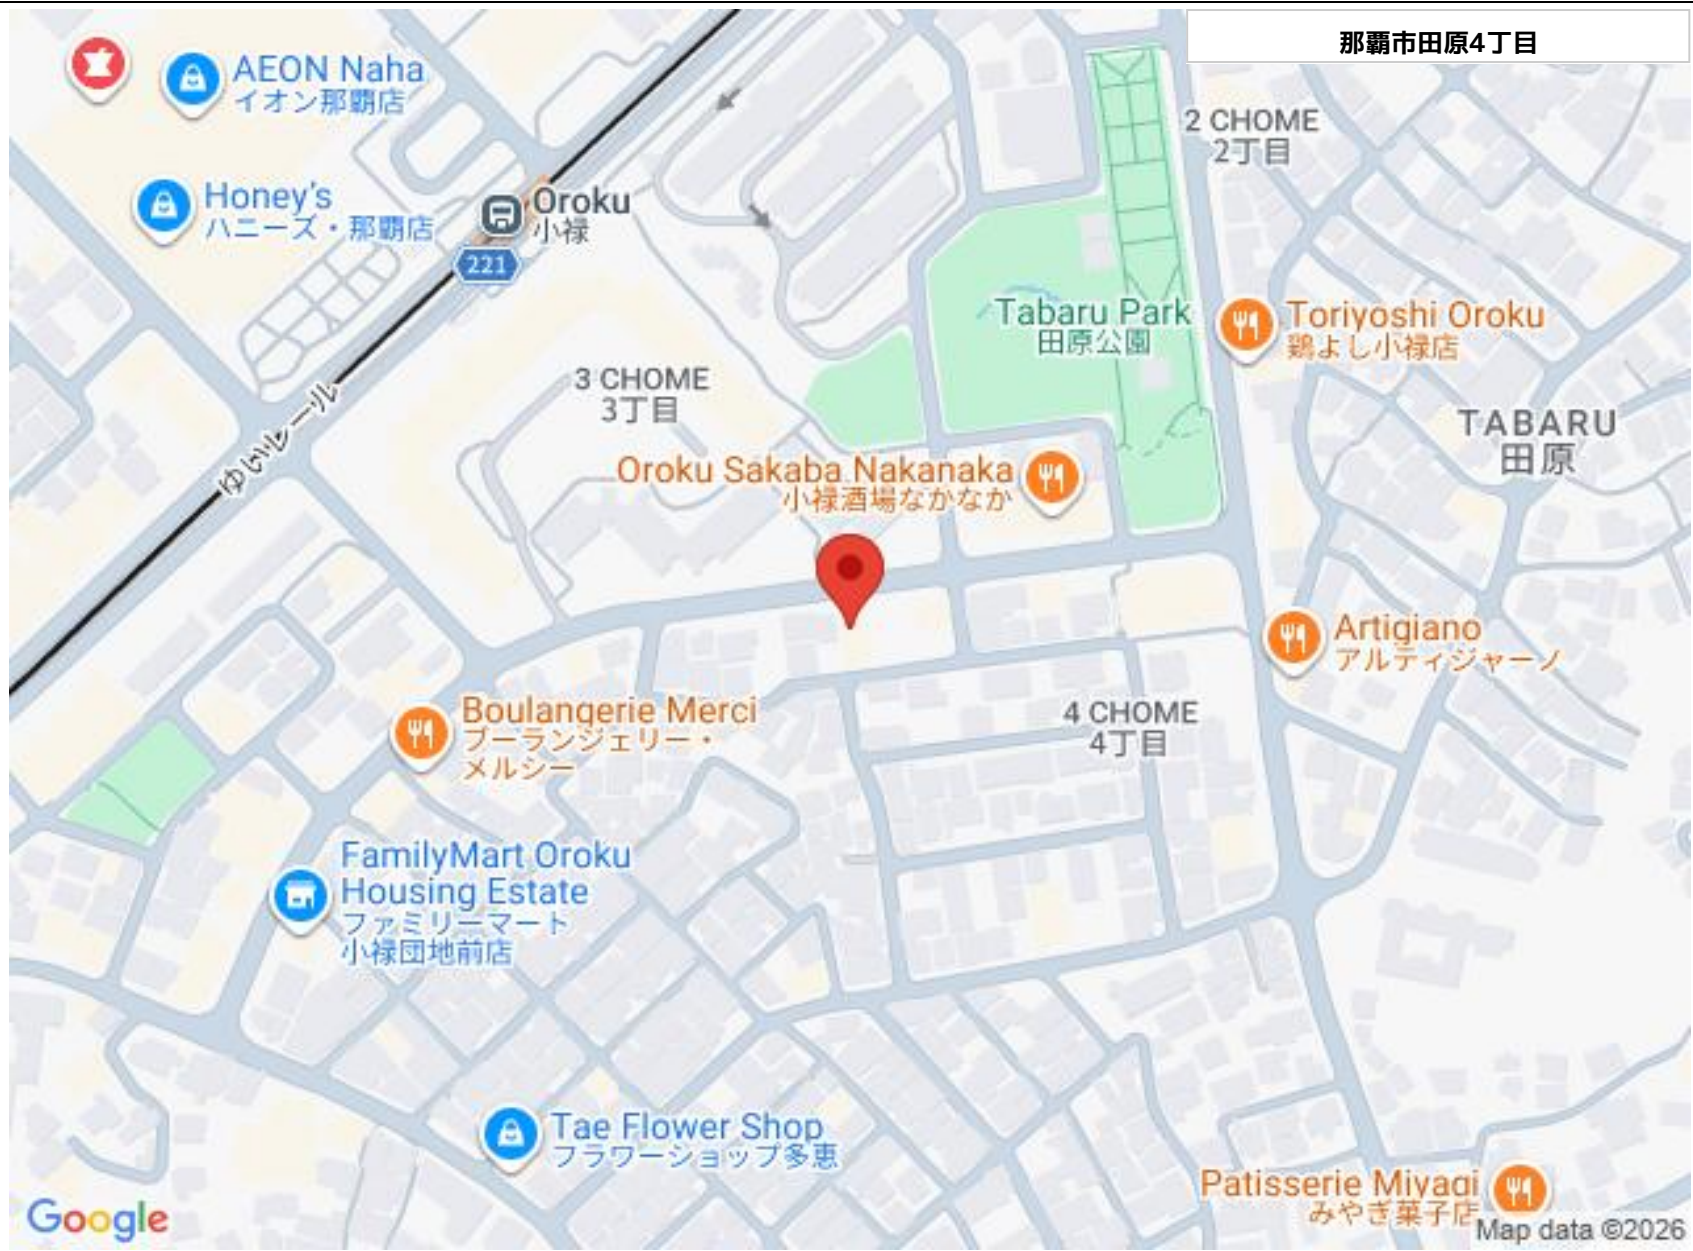 那覇市田原4丁目
AEON Naha
イオン那覇店
2 CHOME
2丁目
Honey's
ハニーズ・那覇店
Oroku
小禄
221
Tabaru Park
田原公園
Toriyoshi Oroku
鶏よし小禄店
3 CHOME
3丁目
ゆいレール
TABARU
田原
Oroku Sakaba Nakanaka
小禄酒場なかなか
Artigiano
アルティジャーノ
Boulangerie Merci
ブーランジェリー・
メルシー
4 CHOME
4丁目
FamilyMart Oroku
Housing Estate
ファミリーマート
小禄団地前店
Tae Flower Shop
フラワーショップ多恵
Patisserie Miyagi
みやぎ菓子店
Google
Map data ©2026